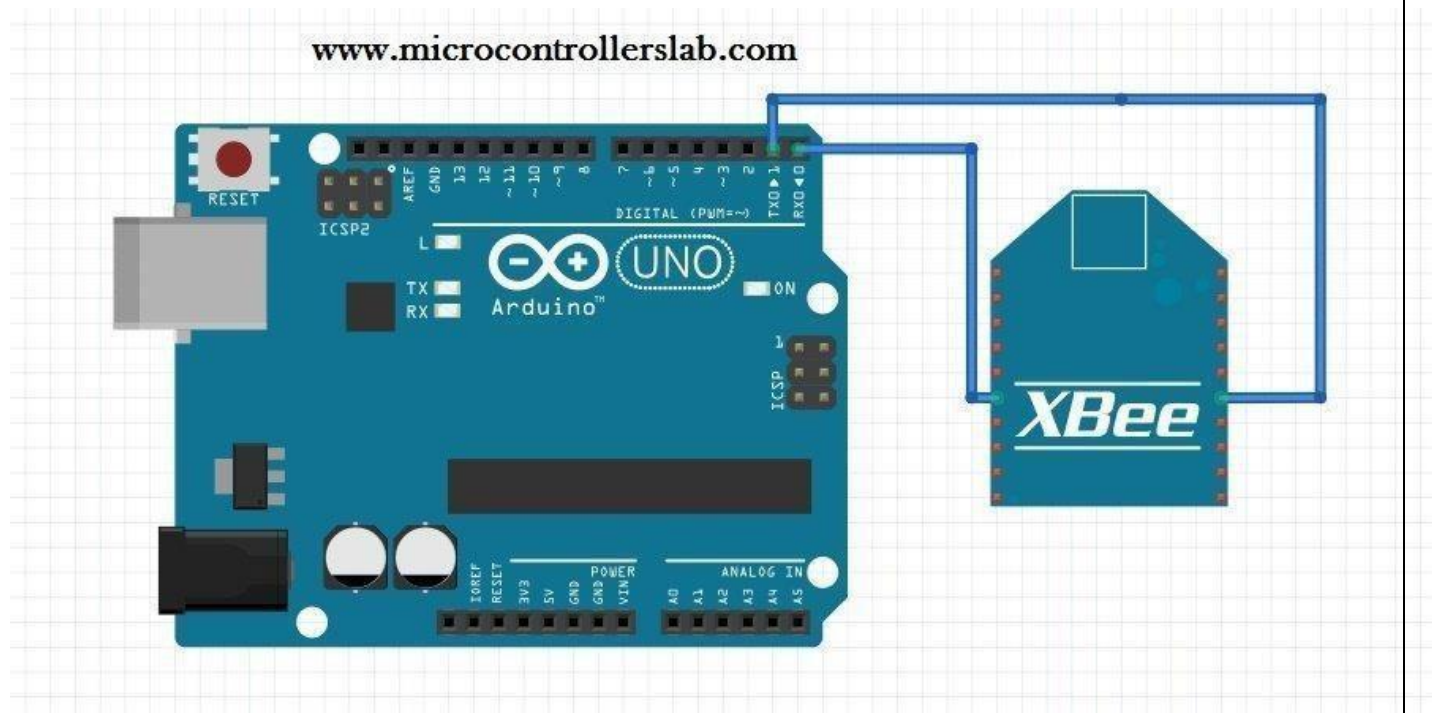 www.microcontrollerslab.com
RESET
ICSP2
AREF
GND
13
12
~11
~10
~9
8
7
~6
~5
4
~3
2
TX0▶1
RX0◀0
DIGITAL (PWM=~)
L
TX
RX
Arduino™
UNO
ON
1
ICSP
XBee
IOREF
RESET
3V3
5V
GND
GND
VIN
POWER
ANALOG IN
A0
A1
A2
A3
A4
A5